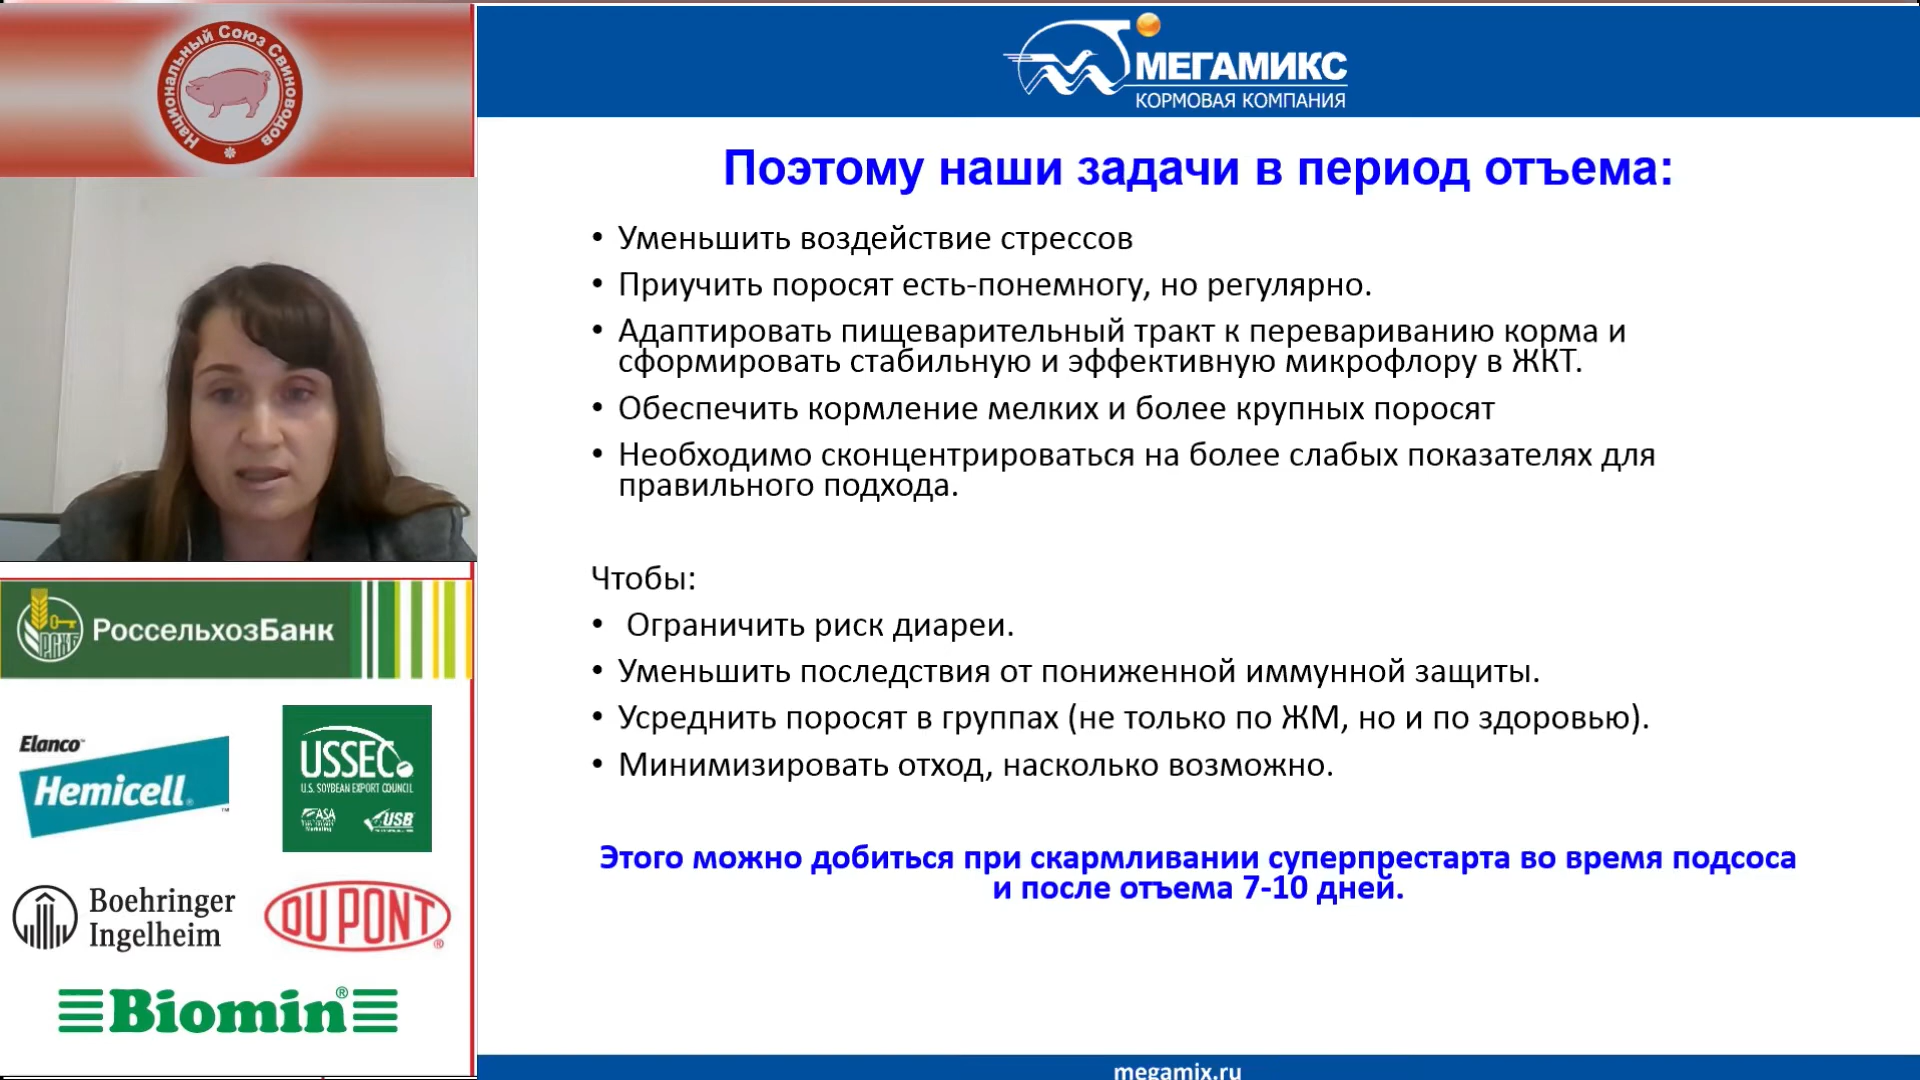 Национальный Союз Свиноводов
МЕГАМИКС
КОРМОВАЯ КОМПАНИЯ
Поэтому наши задачи в период отъема:
• Уменьшить воздействие стрессов
• Приучить поросят есть-понемногу, но регулярно.
• Адаптировать пищеварительный тракт к перевариванию корма и
сформировать стабильную и эффективную микрофлору в ЖКТ.
• Обеспечить кормление мелких и более крупных поросят
• Необходимо сконцентрироваться на более слабых показателях для
правильного подхода.
Чтобы:
• Ограничить риск диареи.
• Уменьшить последствия от пониженной иммунной защиты.
• Усреднить поросят в группах (не только по ЖМ, но и по здоровью).
• Минимизировать отход, насколько возможно.
Этого можно добиться при скармливании суперпрестарта во время подсоса
и после отъема 7-10 дней.
megamix.ru
РСХБ
РоссельхозБанк
Elanco™
Hemicell®™
USSEC
U.S. SOYBEAN EXPORT COUNCIL
ASA
USB
Boehringer
Ingelheim
DU PONT®
Biomin®